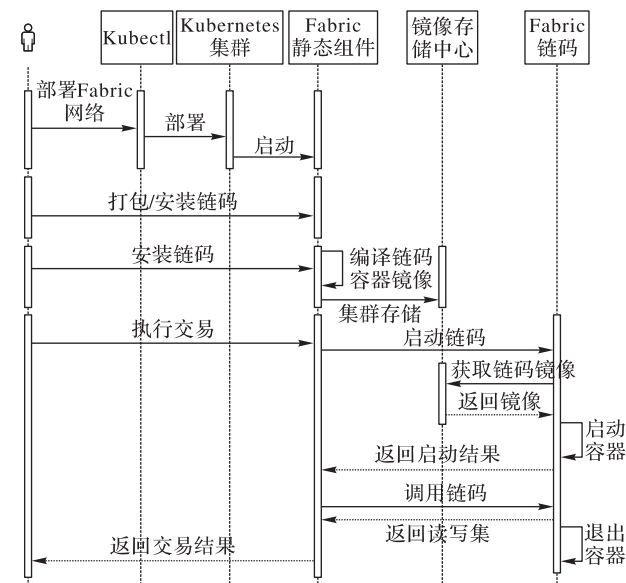 Kubectl
Kubernetes
集群
Fabric
静态组件
镜像存
储中心
Fabric
链码
部署Fabric
网络
部署
启动
打包/安装链码
安装链码
编译链码
容器镜像
集群存储
执行交易
启动链码
获取链码镜像
返回镜像
启动
容器
返回启动结果
调用链码
返回读写集
退出
容器
返回交易结果